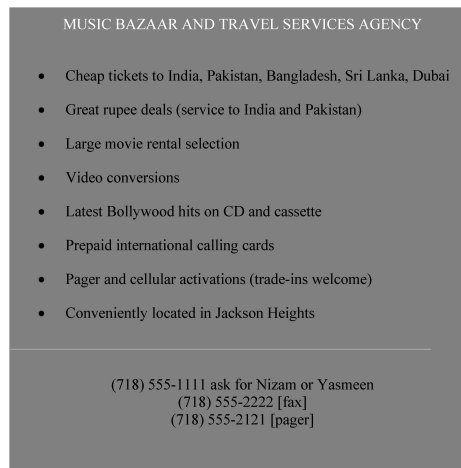 MUSIC BAZAAR AND TRAVEL SERVICES AGENCY
• Cheap tickets to India, Pakistan, Bangladesh, Sri Lanka, Dubai
• Great rupee deals (service to India and Pakistan)
• Large movie rental selection
• Video conversions
• Latest Bollywood hits on CD and cassette
• Prepaid international calling cards
• Pager and cellular activations (trade-ins welcome)
• Conveniently located in Jackson Heights
(718) 555-1111 ask for Nizam or Yasmeen
(718) 555-2222 [fax]
(718) 555-2121 [pager]